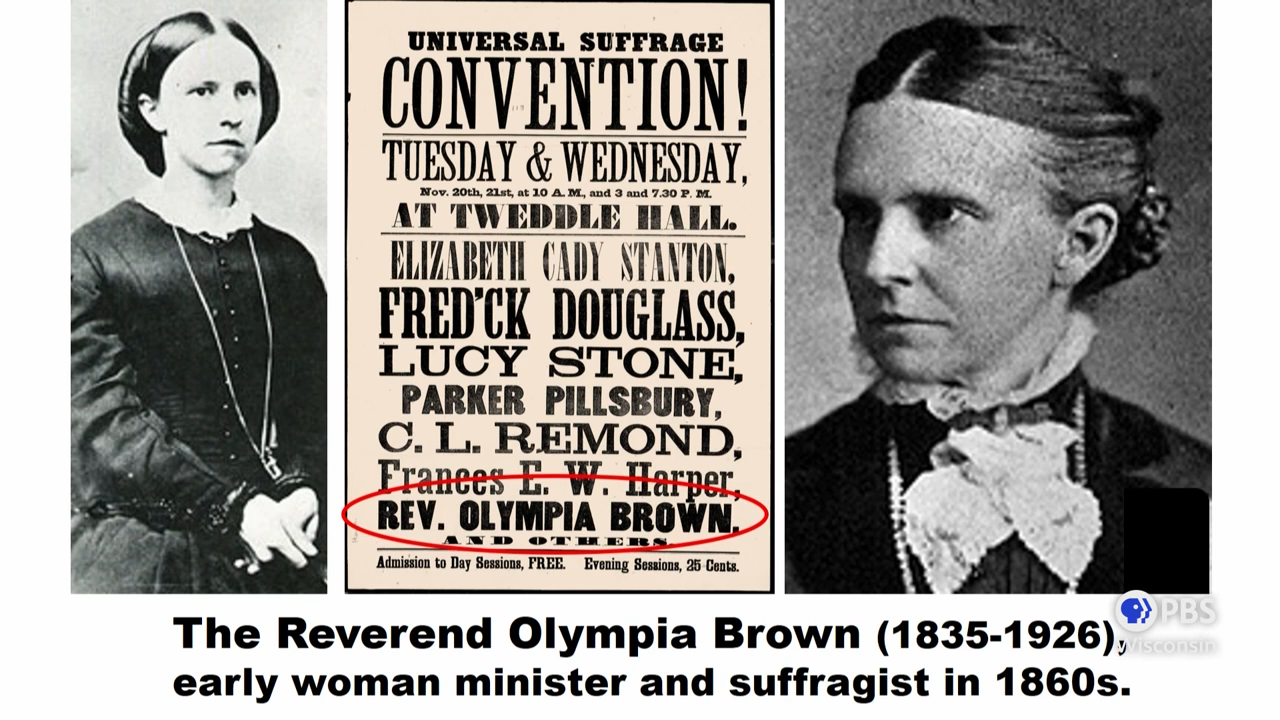 UNIVERSAL SUFFRAGE
CONVENTION!
TUESDAY & WEDNESDAY,
Nov. 20th, 21st, at 10 A. M., and 3 and 7.30 P. M.
AT TWEDDLE HALL.
ELIZABETH CADY STANTON,
FRED'CK DOUGLASS,
LUCY STONE,
PARKER PILLSBURY,
C. L. REMOND,
Frances E. W. Harper,
REV. OLYMPIA BROWN.
AND OTHERS
Admission to Day Sessions, FREE. Evening Sessions, 25 Cents.
The Reverend Olympia Brown (1835-1926),
early woman minister and suffragist in 1860s.
PBS
Wisconsin